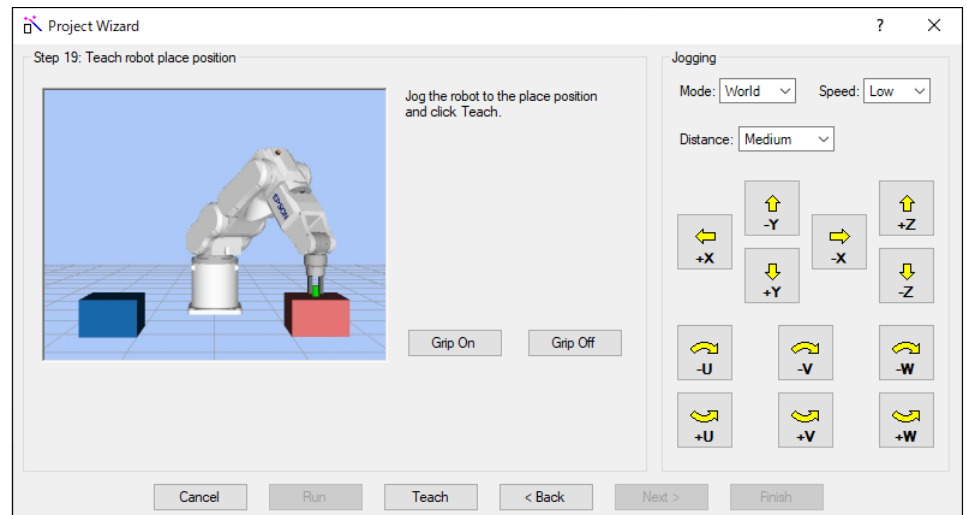 Project Wizard
?
Step 19: Teach robot place position
Jog the robot to the place position
and click Teach.
EPSON
Grip On
Grip Off
Jogging
Mode: World
Speed: Low
Distance: Medium
-Y
+Z
+X
-X
+Y
-Z
-U
-V
-W
+U
+V
+W
Cancel
Run
Teach
< Back
Next >
Finish